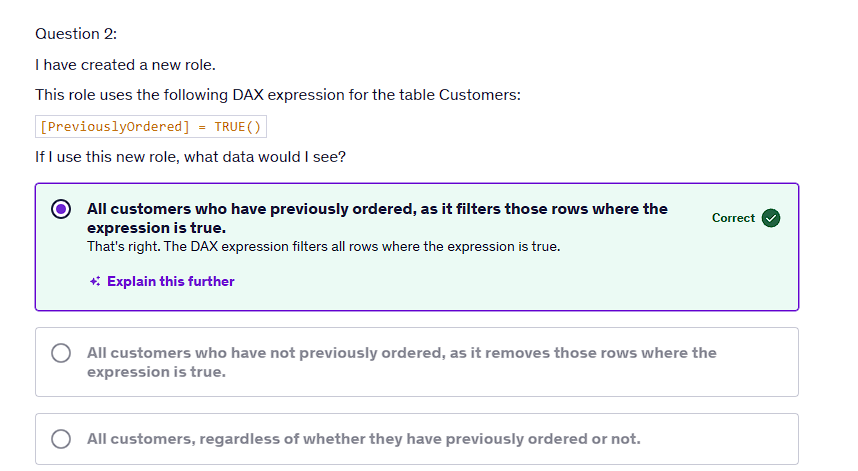 Question 2:
I have created a new role.
This role uses the following DAX expression for the table Customers:
[PreviouslyOrdered] = TRUE()
If I use this new role, what data would I see?
All customers who have previously ordered, as it filters those rows where the
expression is true.
Correct
That's right. The DAX expression filters all rows where the expression is true.
Explain this further
All customers who have not previously ordered, as it removes those rows where the
expression is true.
All customers, regardless of whether they have previously ordered or not.